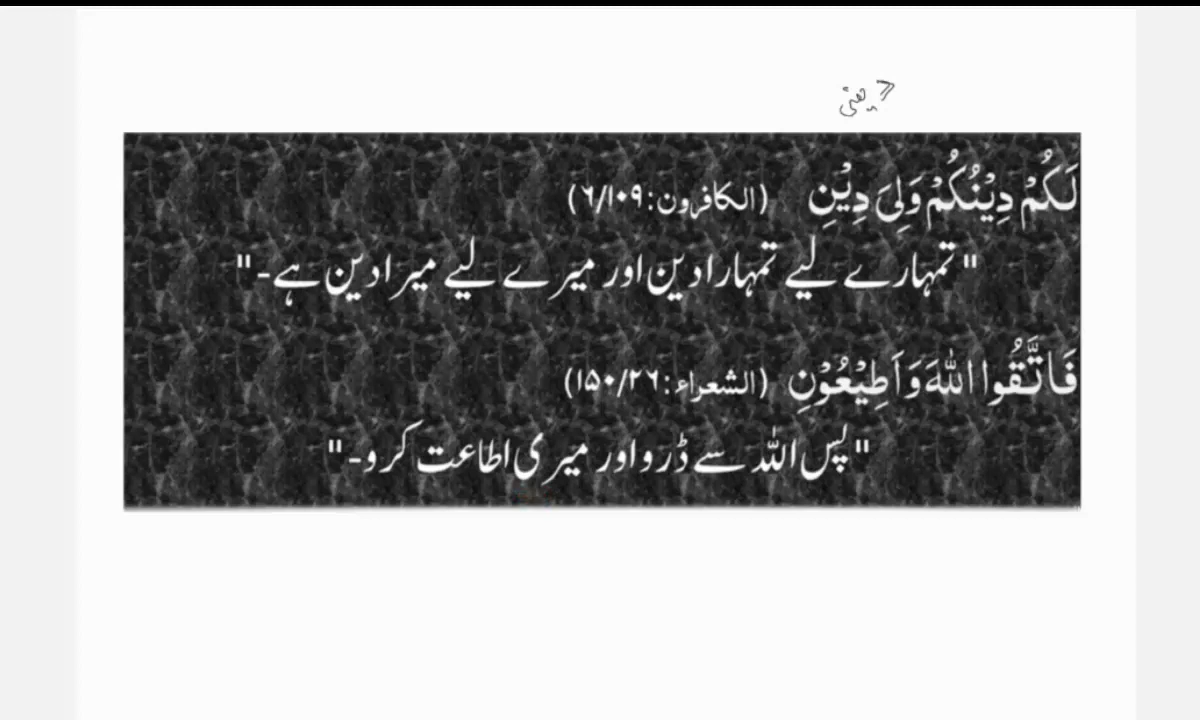 یعنی
لَكُمْ دِيْنُكُمْ وَلِىَ دِيْنِ (الکافرون:۶/۱۰۹)
"تمہارے لیے تمہارا دین اور میرے لیے میرا دین ہے-"
فَاتَّقُوا اللّٰهَ وَاَطِيْعُوْنِ (الشعراء:۱۵۰/۲۶)
"پس اللہ سے ڈرو اور میری اطاعت کرو-"